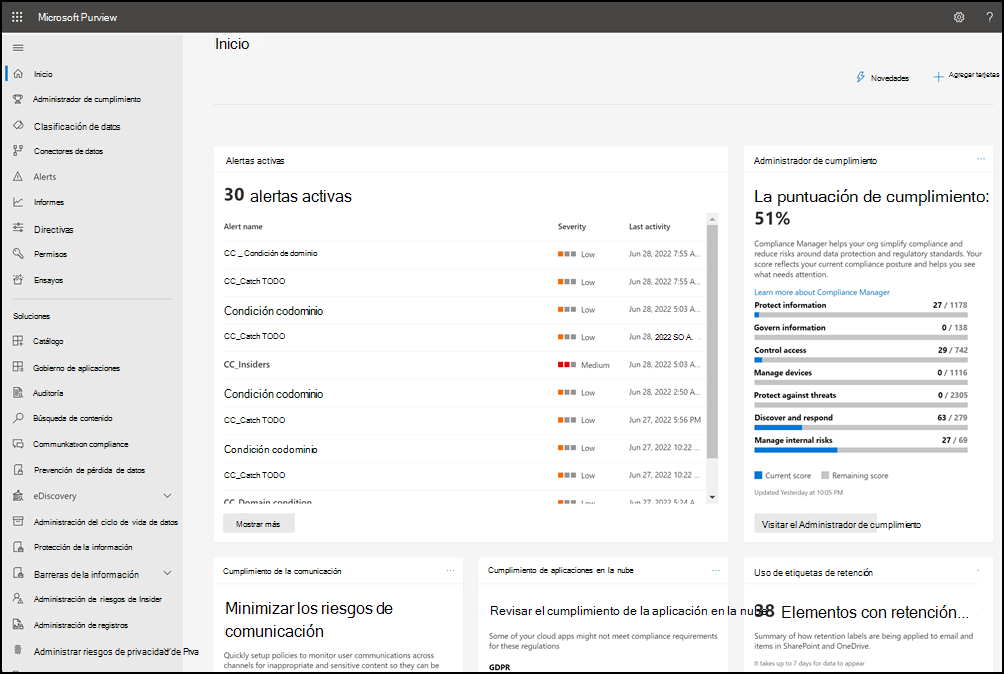 Microsoft Purview
?
Inicio
Novedades
Agregar tarjetas
Inicio
Administrador de cumplimiento
Clasificación de datos
Conectores de datos
Alerts
Informes
Directivas
Permisos
Ensayos
Soluciones
Catálogo
Gobierno de aplicaciones
Auditoría
Búsqueda de contenido
Communkation compliance
Prevención de pérdida de datos
eDiscovery
Administración del ciclo de vida de datos
Protección de la información
Barreras de la información
Administración de riesgos de Insider
Administración de registros
Administrar riesgos de privacidad de Piva
Alertas activas
30 alertas activas
Alert name Severity Last activity
CC _ Condición de dominio Low Jun 28, 2022 7:55 A...
CC_Catch TODO Low Jun 28, 2022 7:55 A...
Condición codominio Low Jun 28, 2022 5:03 A...
CC_Catch TODO Low Jun 28, 2022 SO A.
CC_Insiders Medium Jun 28, 2022 5:03 A...
Condición codominio Low Jun 28, 2022 2:50 A...
CC_Catch TODO Low Jun 27, 2022 5:56 PM
Condición codominio Low Jun 27, 2022 10:22 ...
CC_Catch TODO Low Jun 27, 2022 10:22 ...
CC_Domain condition Low Jun 27, 2022 5:24 A...
Mostrar más
Administrador de cumplimiento
La puntuación de cumplimiento:
51%
Compliance Manager helps your org simplify compliance and
reduce risks around data protection and regulatory standards. Your
score reflects your current compliance posture and helps you see
what needs attention.
Learn more about Compliance Manager
Protect information 27 / 1178
Govern information 0 / 138
Control access 29 / 742
Manage devices 0 / 1116
Protect against threats 0 / 2305
Discover and respond 63 / 279
Manage internal risks 27 / 69
Current score Remaining score
Updated Yesterday at 10:05 PM
Visitar el Administrador de cumplimiento
Cumplimiento de la comunicación
Minimizar los riesgos de
comunicación
Quickly setup policies to monitor user communications across
channels for inappropriate and sensitive content so they can be
Cumplimiento de aplicaciones en la nube
Revisar el cumplimiento de la aplicación en la nube
Some of your cloud apps might not meet compliance requirements
for these regulations
GDPR
Uso de etiquetas de retención
38 Elementos con retención...
Summary of how retention labels are being applied to email and
items in SharePoint and OneDrive.
It takes up to 7 days for data to appear